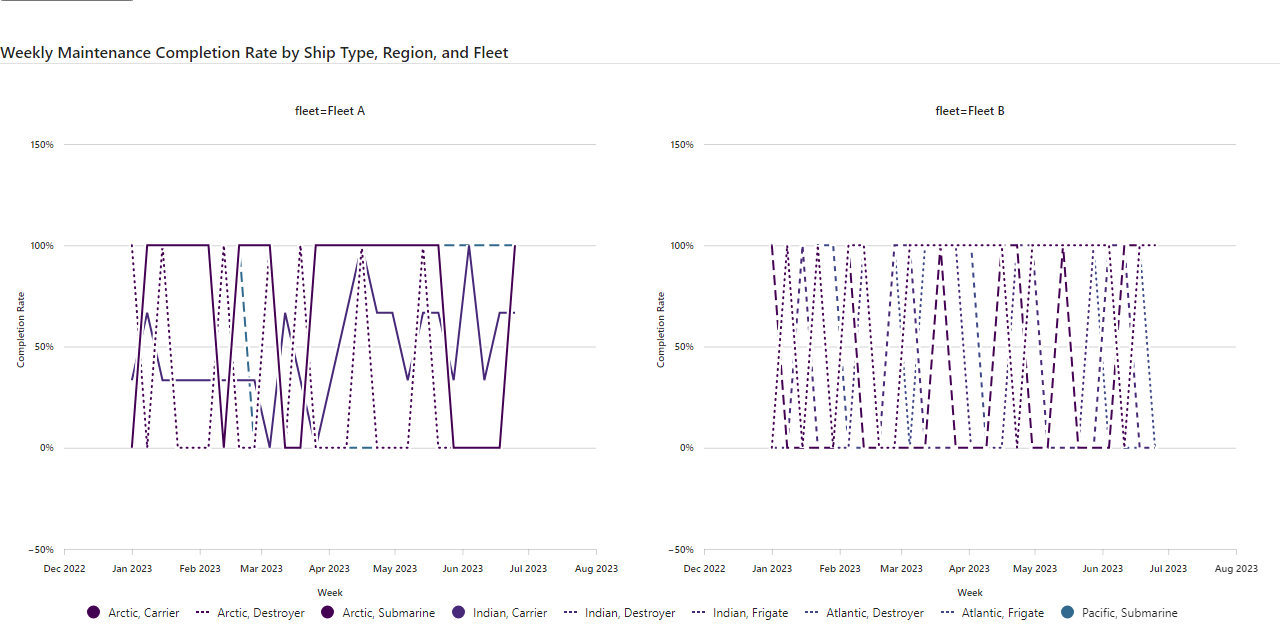 Weekly Maintenance Completion Rate by Ship Type, Region, and Fleet
fleet=Fleet A
fleet=Fleet B
150%
100%
50%
0%
−50%
Completion Rate
Dec 2022 Jan 2023 Feb 2023 Mar 2023 Apr 2023 May 2023 Jun 2023 Jul 2023 Aug 2023
Week
150%
100%
50%
0%
−50%
Completion Rate
Dec 2022 Jan 2023 Feb 2023 Mar 2023 Apr 2023 May 2023 Jun 2023 Jul 2023 Aug 2023
Week
Arctic, Carrier Arctic, Destroyer Arctic, Submarine Indian, Carrier Indian, Destroyer Indian, Frigate Atlantic, Destroyer Atlantic, Frigate Pacific, Submarine